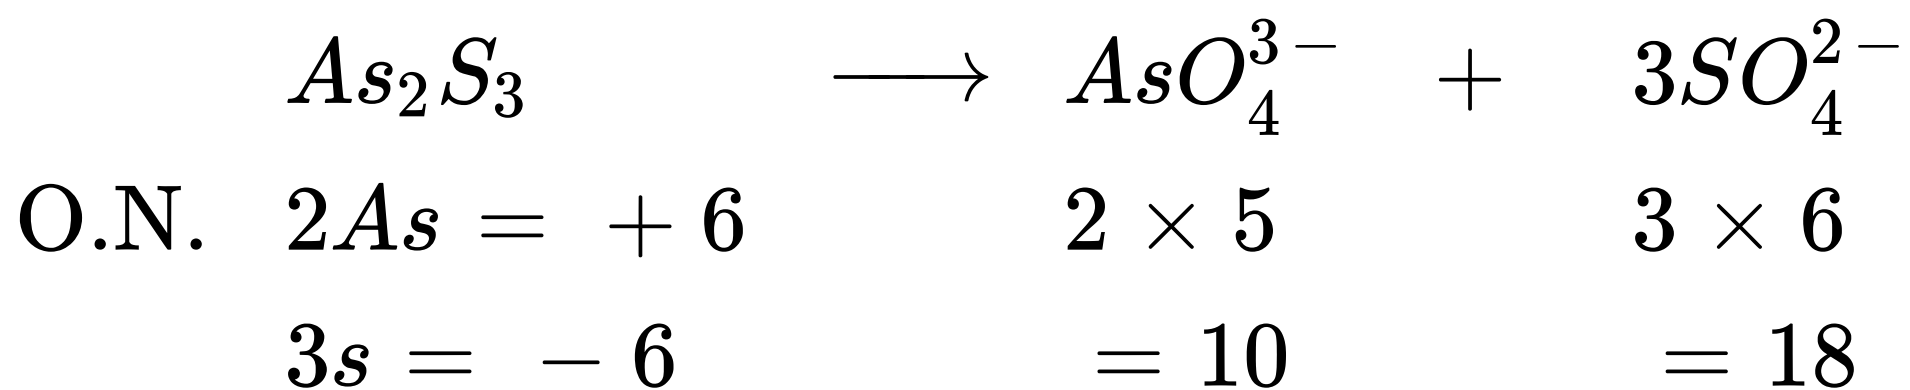 As₂S₃ ⟶ AsO₄³⁻ + 3SO₄²⁻
O.N. 2As = + 6 2 × 5 3 × 6
3s = − 6 = 10 = 18